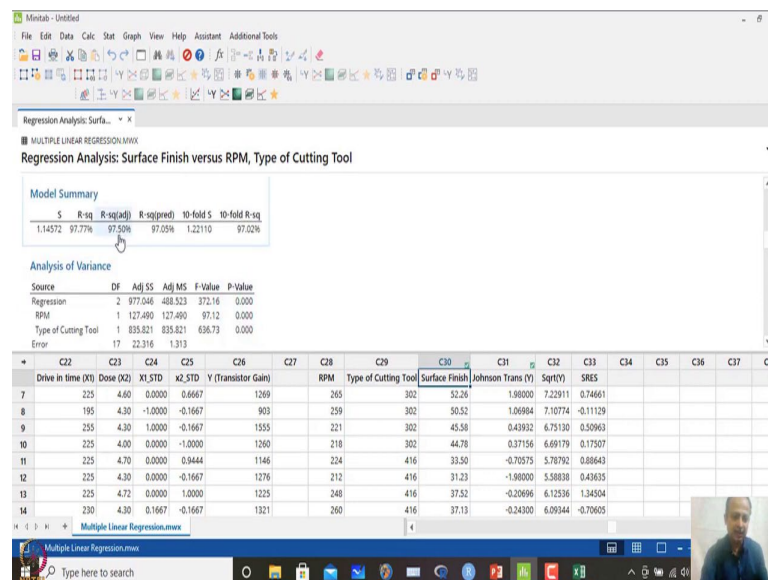 Minitab - Untitled
File Edit Data Calc Stat Graph View Help Assistant Additional Tools
Regression Analysis: Surfa...
MULTIPLE LINEAR REGRESSION.MWX
Regression Analysis: Surface Finish versus RPM, Type of Cutting Tool
Model Summary
S R-sq R-sq(adj) R-sq(pred) 10-fold S 10-fold R-sq
1.14572 97.77% 97.50% 97.05% 1.22110 97.02%
Analysis of Variance
Source DF Adj SS Adj MS F-Value P-Value
Regression 2 977.046 488.523 372.16 0.000
RPM 1 127.490 127.490 97.12 0.000
Type of Cutting Tool 1 835.821 835.821 636.73 0.000
Error 17 22.316 1.313
C22 C23 C24 C25 C26 C27 C28 C29 C30 C31 C32 C33 C34 C35 C36 C37 C
Drive in time (X1) Dose (X2) X1_STD x2_STD Y (Transistor Gain) RPM Type of Cutting Tool Surface Finish Johnson Trans (Y) Sqrt(Y) SRES
7 225 4.60 0.0000 0.6667 1289 265 302 52.26 1.98000 7.22911 0.74661
8 195 4.30 -1.0000 -0.1667 903 259 302 50.52 1.06984 7.10774 -0.11129
9 255 4.30 1.0000 -0.1667 1555 221 302 45.58 0.43932 6.75130 0.50963
10 225 4.00 0.0000 -1.0000 1260 218 302 44.78 0.37156 6.69179 0.17507
11 225 4.70 0.0000 0.9444 1146 224 416 33.50 -0.70575 5.78792 0.88643
12 225 4.30 0.0000 -0.1667 1276 212 416 31.23 -1.98000 5.58838 0.43635
13 225 4.72 0.0000 1.0000 1225 248 416 37.52 -0.20696 6.12536 1.34504
14 230 4.30 0.1667 -0.1667 1321 260 416 37.13 -0.24300 6.09344 -0.70605
Multiple Linear Regression.mwx
Multiple Linear Regression.mwx
Type here to search